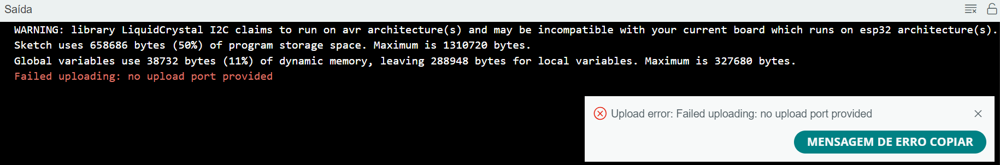 Saída
WARNING: library LiquidCrystal I2C claims to run on avr architecture(s) and may be incompatible with your current board which runs on esp32 architecture(s).
Sketch uses 658686 bytes (50%) of program storage space. Maximum is 1310720 bytes.
Global variables use 38732 bytes (11%) of dynamic memory, leaving 288948 bytes for local variables. Maximum is 327680 bytes.
Failed uploading: no upload port provided
Upload error: Failed uploading: no upload port provided
MENSAGEM DE ERRO COPIAR